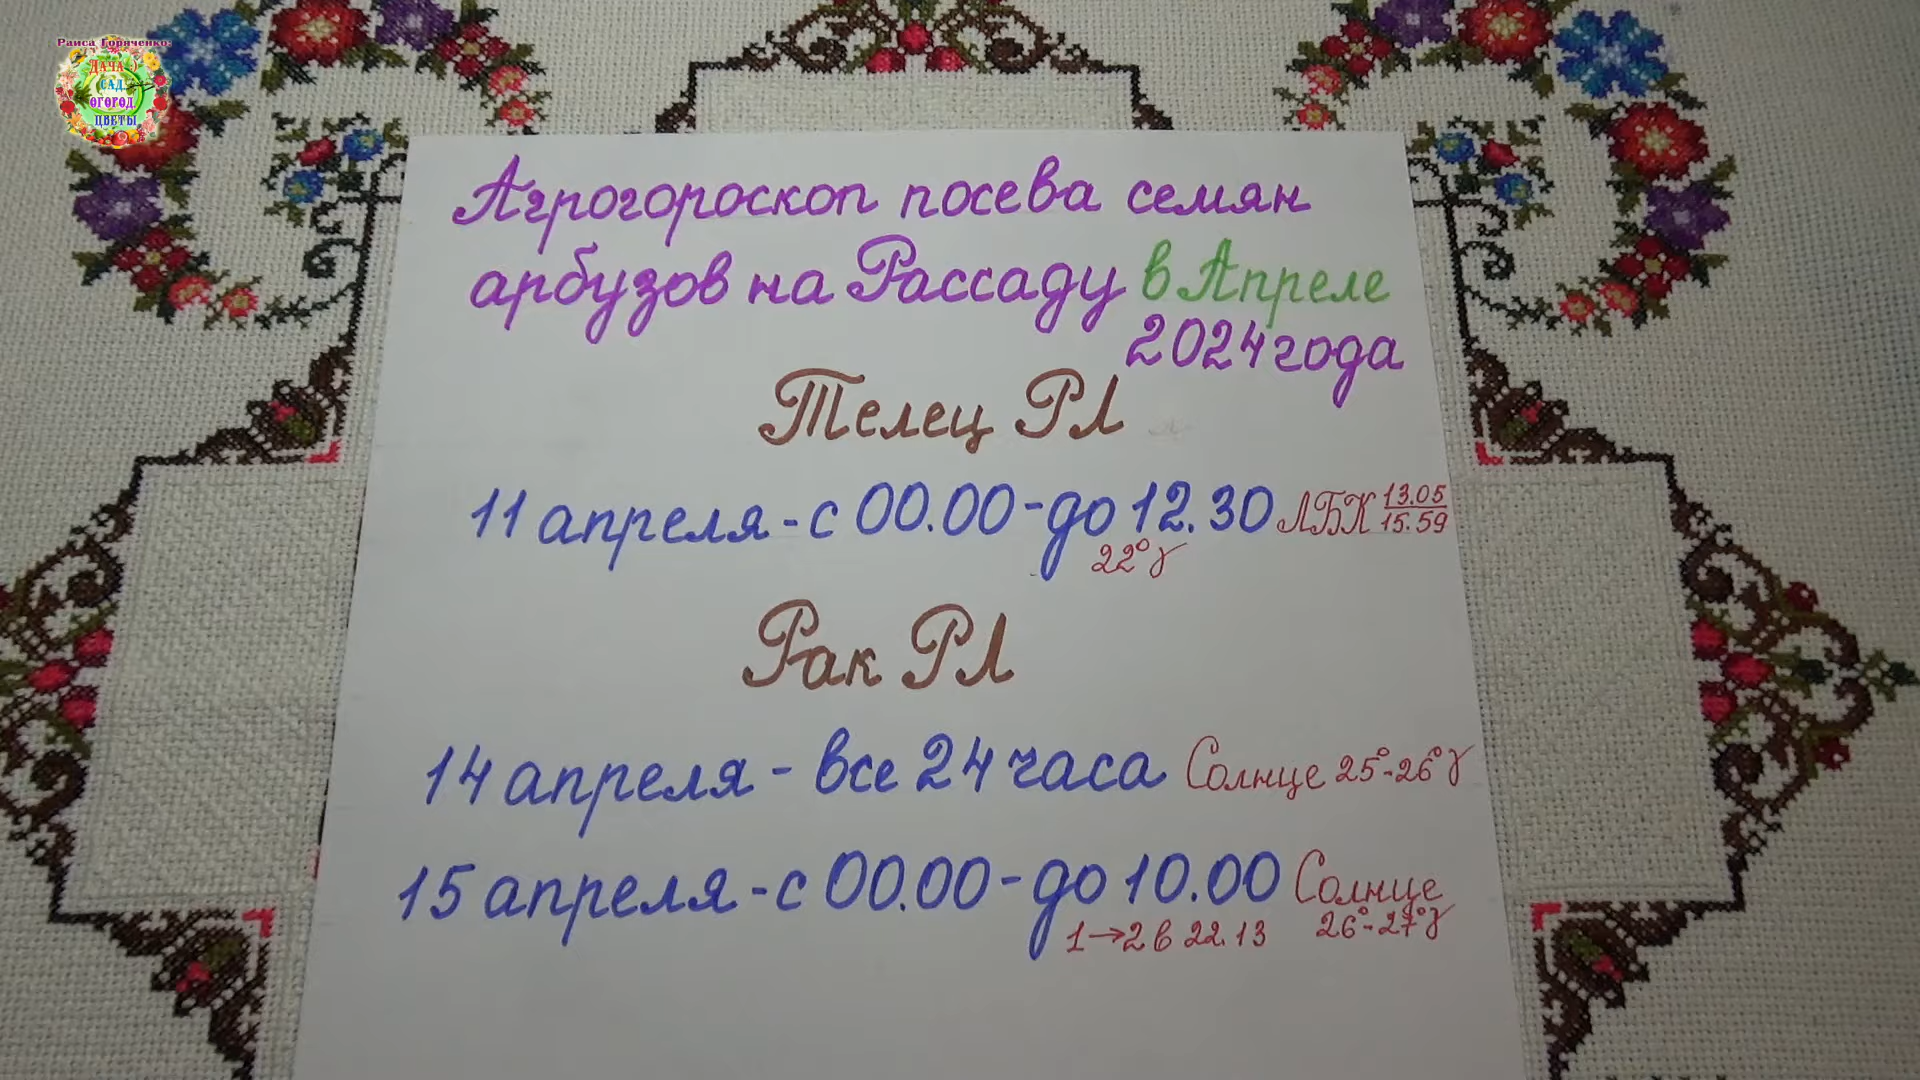 Раиса Горяченко:
Дача :)
САД,
ОГОРОД,
ЦВЕТЫ
Агрогороскоп посева семян
арбузов на Рассаду в Апреле
2024 года
Телец РЛ
11 апреля - с 00.00 - до 12.30 ЛБК 13.05
15.59
22° ♉
Рак РЛ
14 апреля - все 24 часа Солнце 25°-26° ♈
15 апреля - с 00.00 - до 10.00 Солнце
1→2 в 22.13 26°-27° ♈